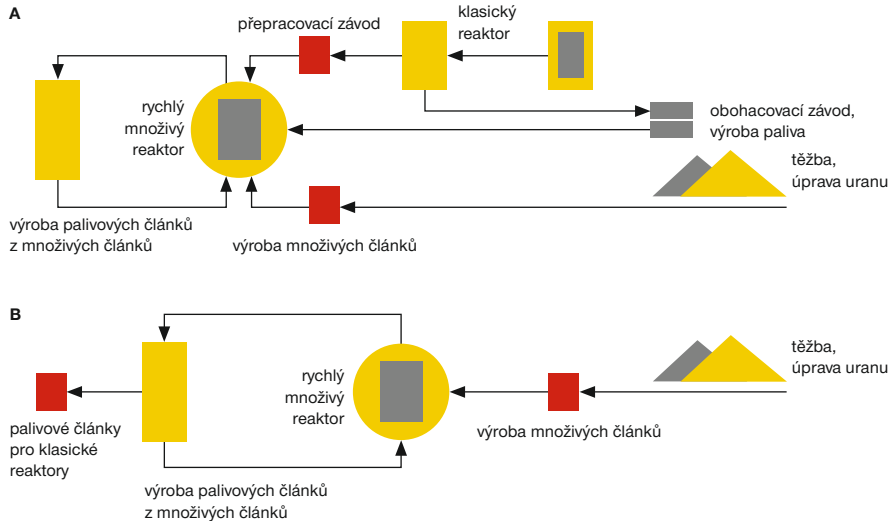 A
přepracovací závod
klasický
reaktor
rychlý
množivý
reaktor
obohacovací závod,
výroba paliva
těžba,
úprava uranu
výroba palivových článků
z množivých článků
výroba množivých článků
B
těžba,
úprava uranu
rychlý
množivý
reaktor
palivové články
pro klasické
reaktory
výroba množivých článků
výroba palivových článků
z množivých článků